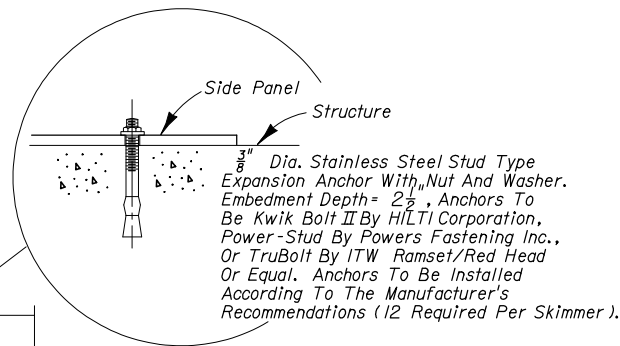 Side Panel
Structure
3/8" Dia. Stainless Steel Stud Type
Expansion Anchor With Nut And Washer.
Embedment Depth= 2 1/2", Anchors To
Be Kwik Bolt II By HILTI Corporation,
Power-Stud By Powers Fastening Inc.,
Or TruBolt By ITW Ramset/Red Head
Or Equal. Anchors To Be Installed
According To The Manufacturer's
Recommendations (12 Required Per Skimmer).